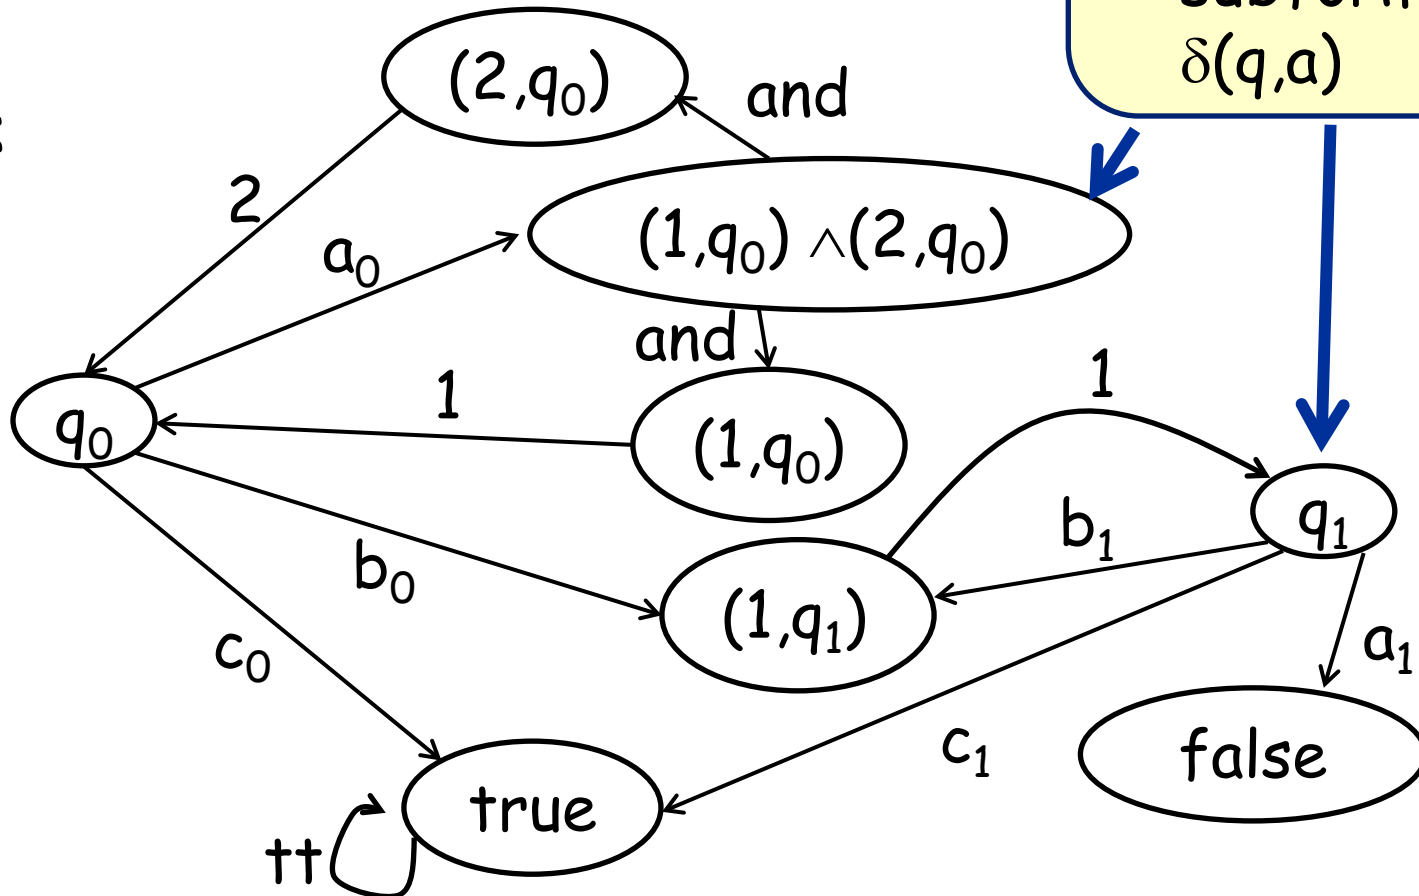 δ(q,a)
(2,q₀)
and
2
a₀
(1,q₀) ∧(2,q₀)
and
1
1
q₀
(1,q₀)
q₁
b₁
b₀
(1,q₁)
a₁
c₀
c₁
false
true
tt